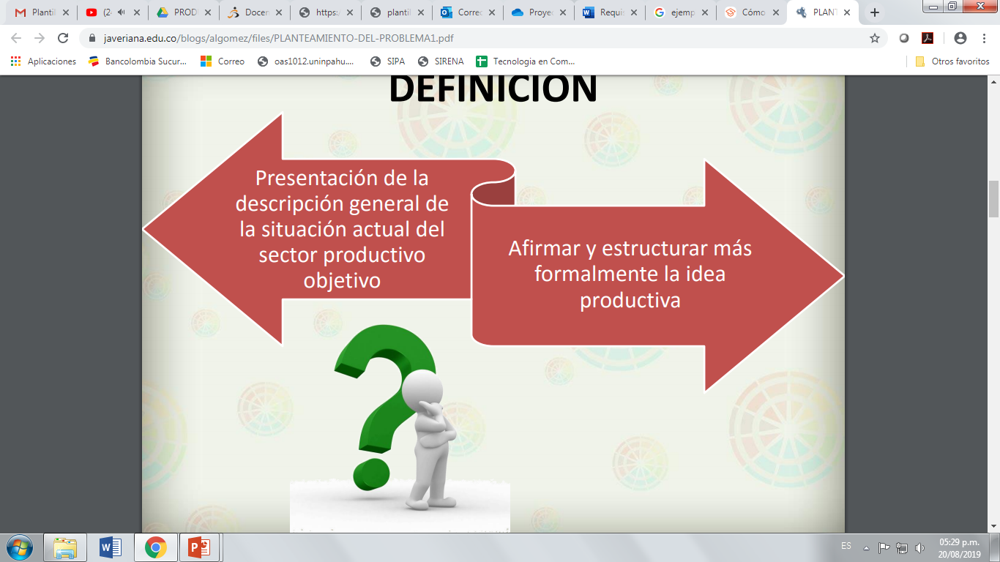 Plantil
(2-
PROD
Docen
https:/
plantil
Correc
Proyec
Requis
ejemp
Cómo
PLANT
javeriana.edu.co/blogs/algomez/files/PLANTEAMIENTO-DEL-PROBLEMA1.pdf
Aplicaciones
Bancolombia Sucur...
Correo
oas1012.uninpahu....
SIPA
SIRENA
Tecnologia en Com...
Otros favoritos
DEFINICION
Presentación de la
descripción general de
la situación actual del
sector productivo
objetivo
Afirmar y estructurar más
formalmente la idea
productiva
ES
05:29 p.m.
20/08/2019